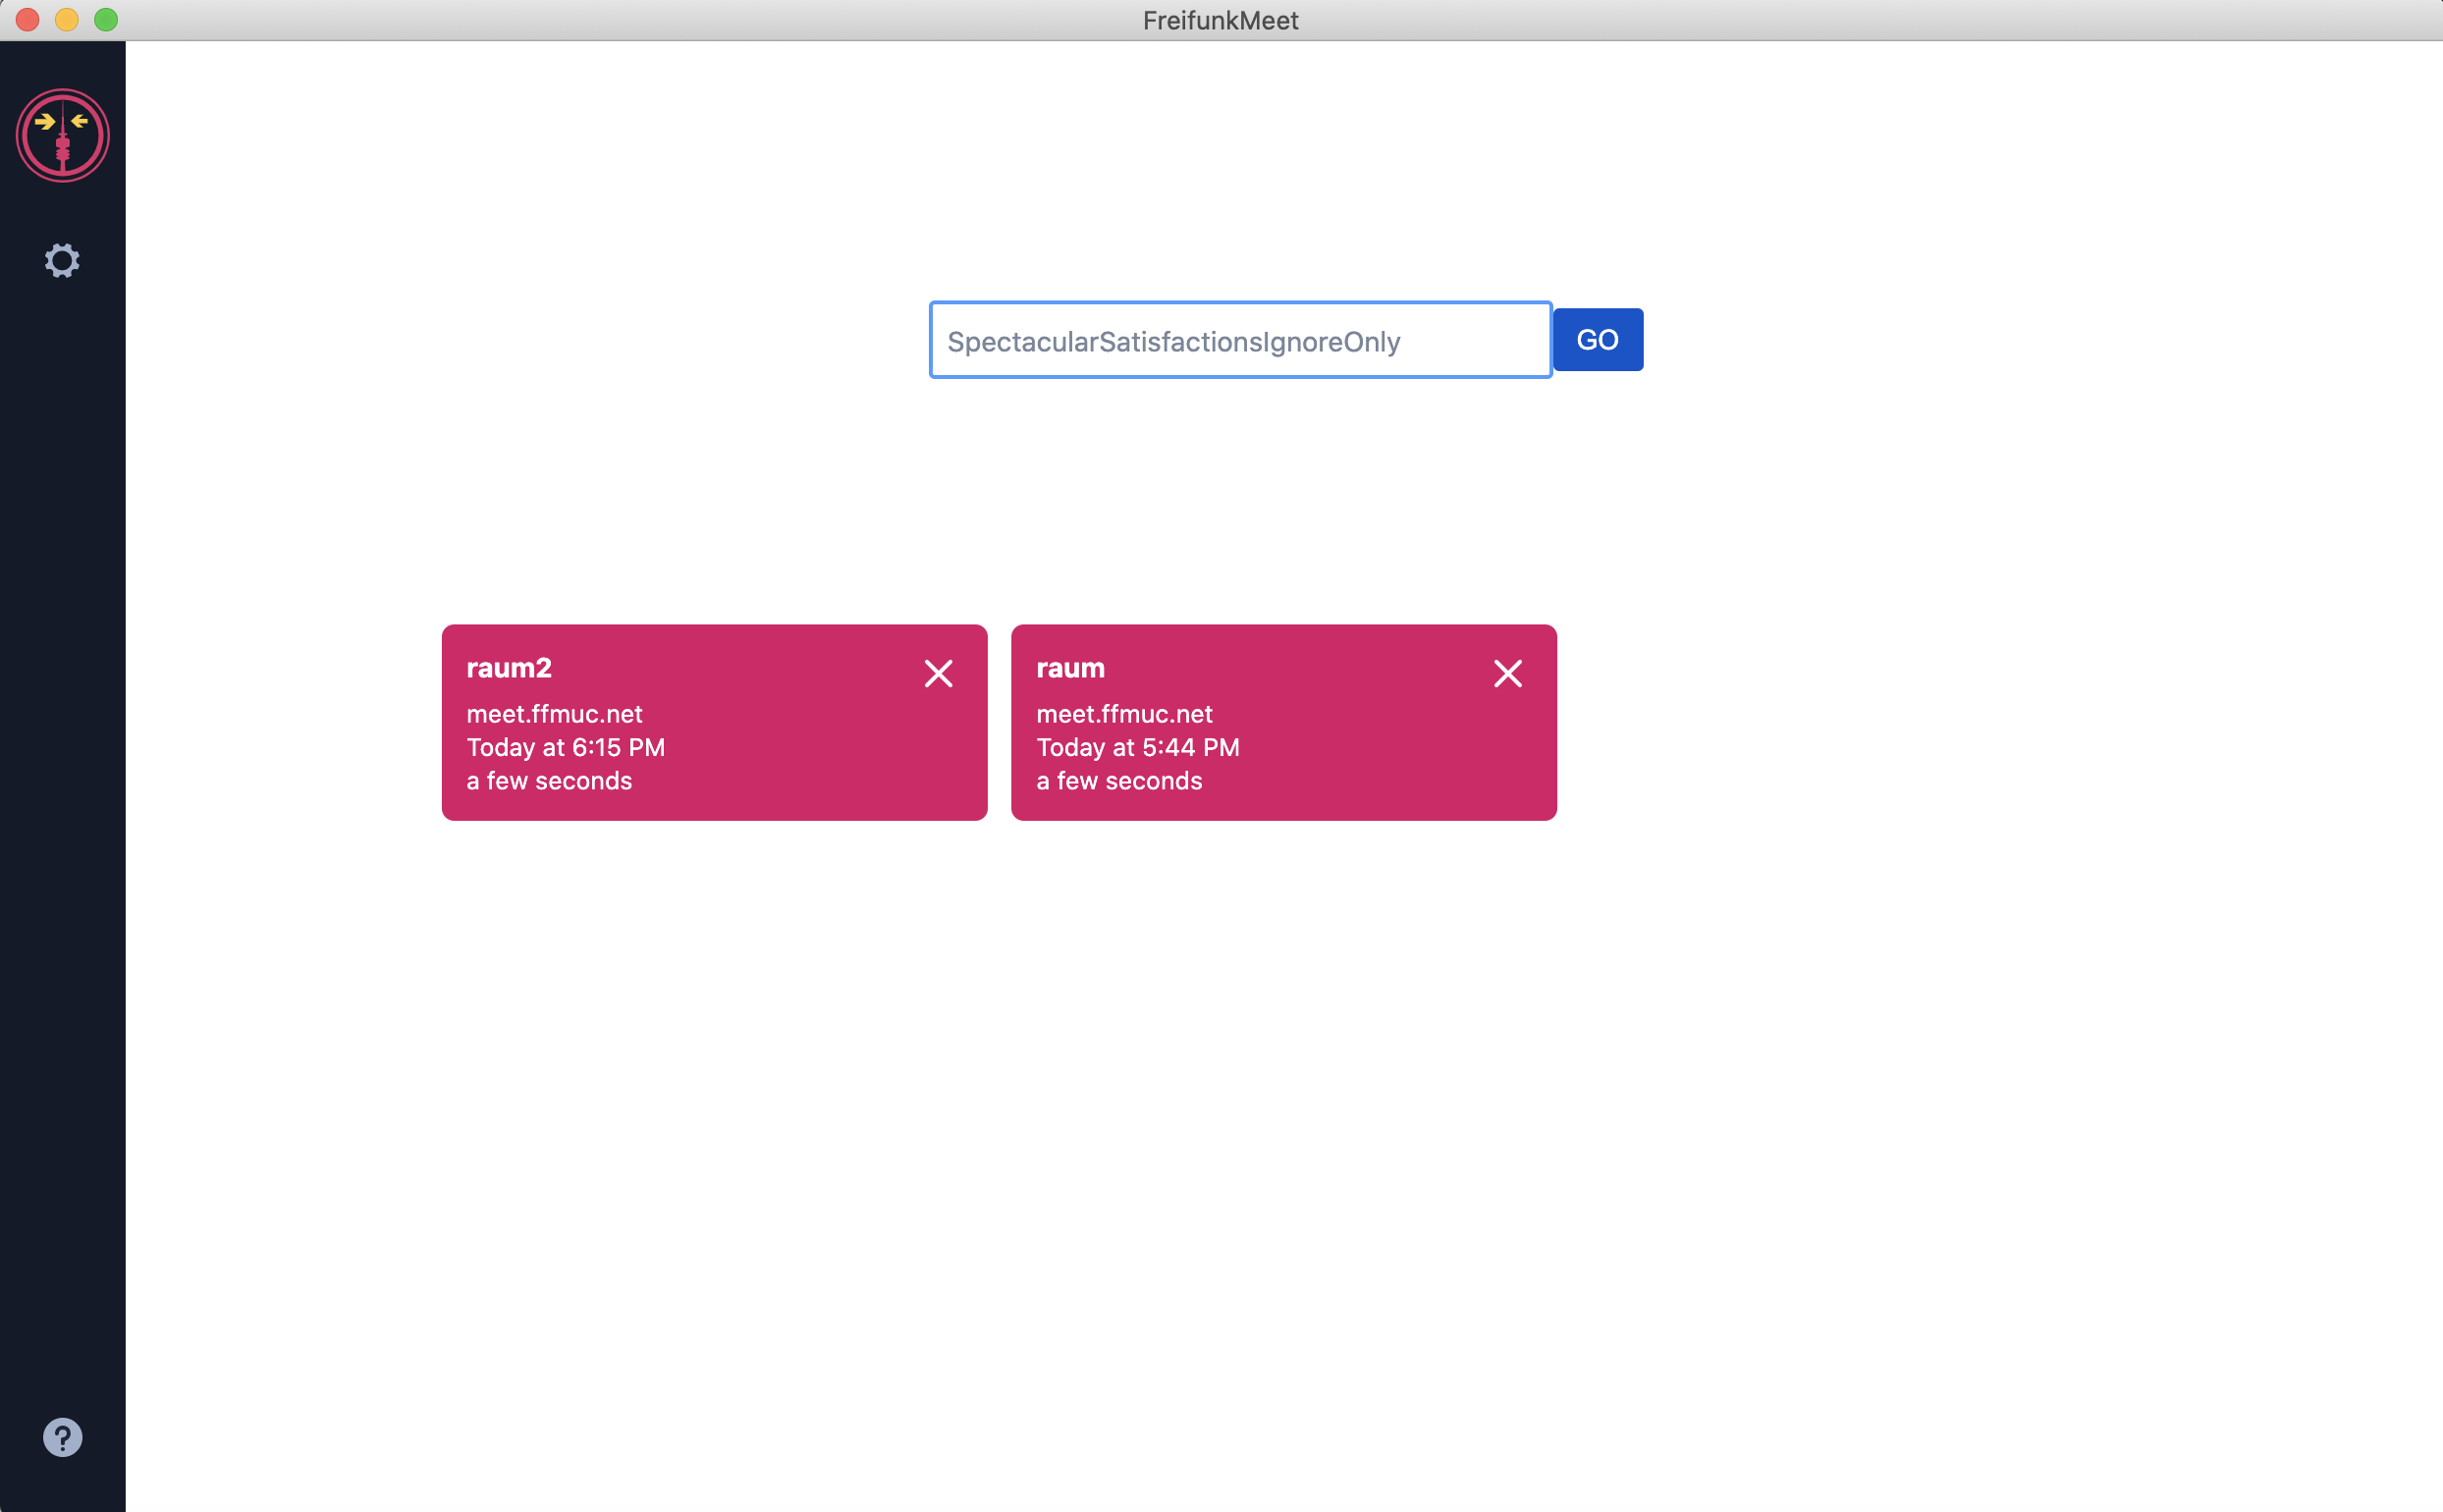 FreifunkMeet
SpectacularSatisfactionsIgnoreOnly
GO
raum2
meet.ffmuc.net
Today at 6:15 PM
a few seconds
raum
meet.ffmuc.net
Today at 5:44 PM
a few seconds
?